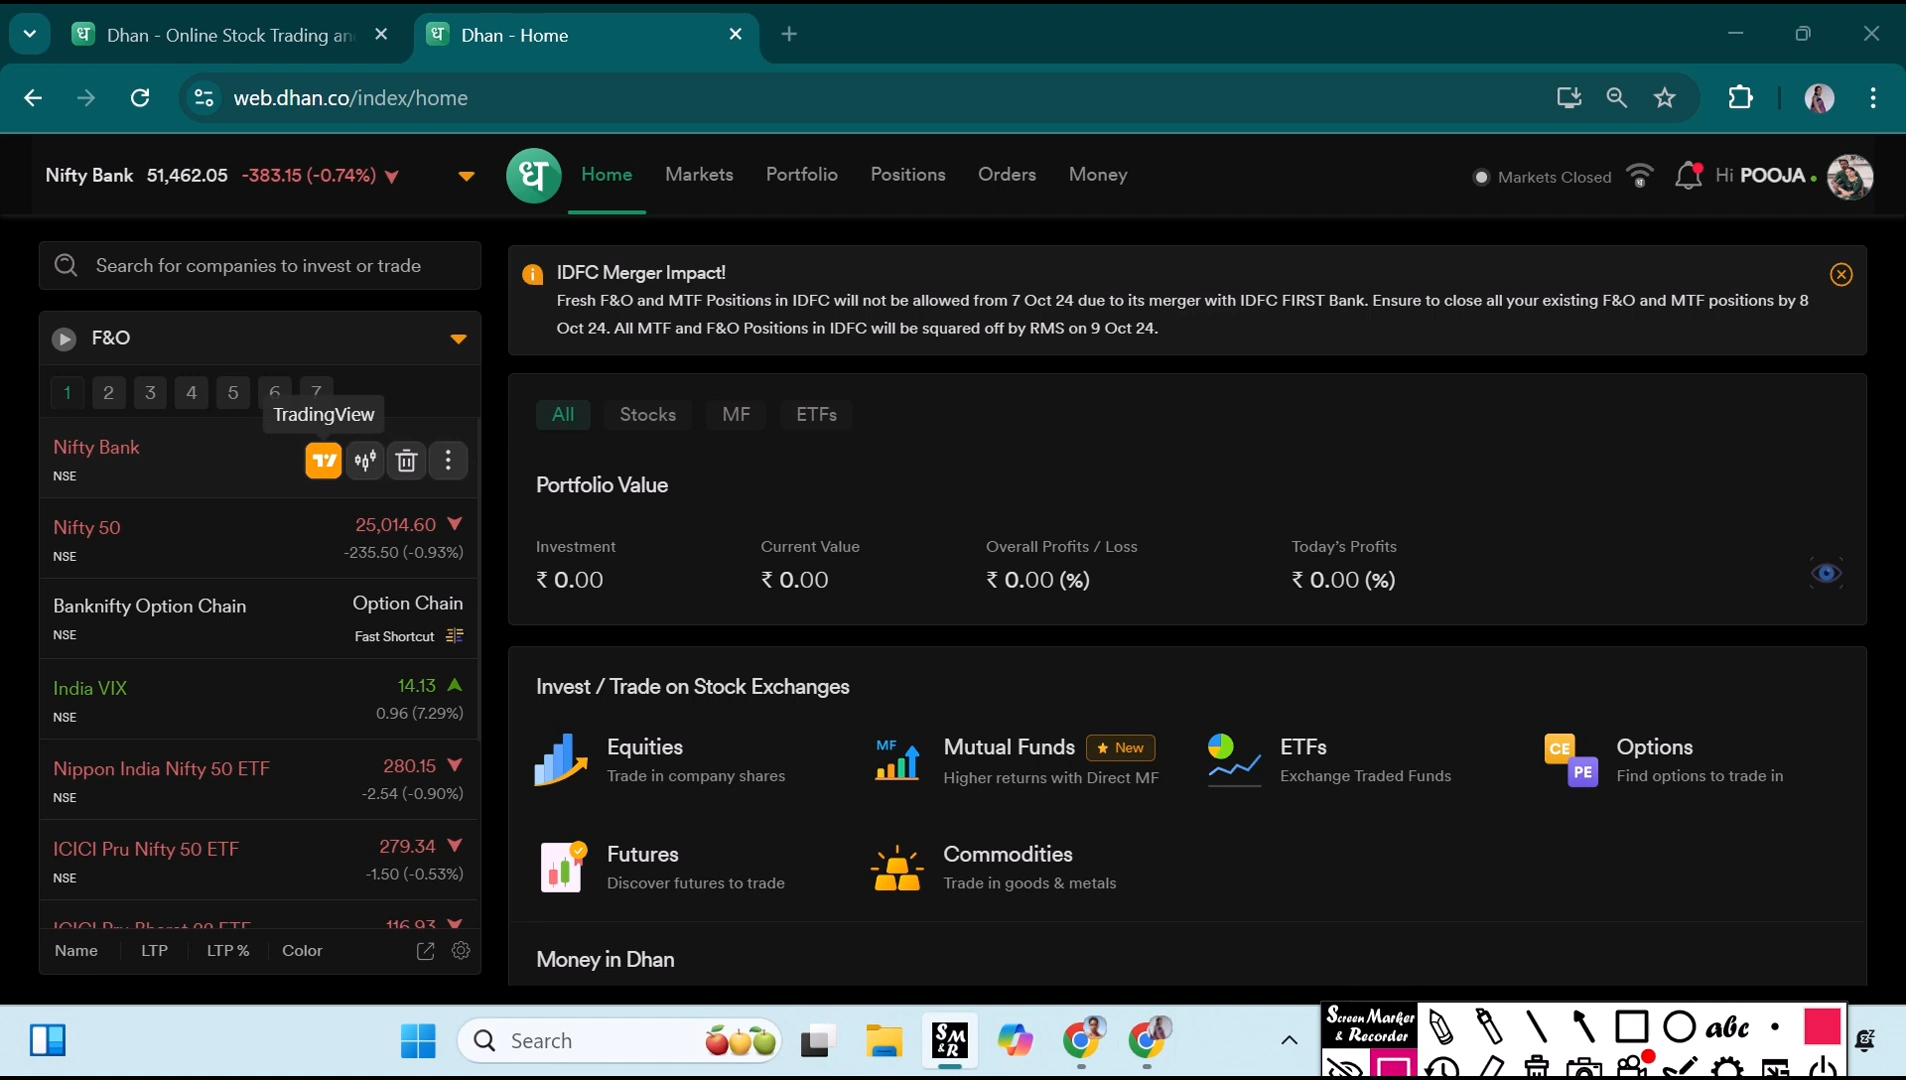 Dhan - Online Stock Trading an
Dhan - Home
web.dhan.co/index/home
Nifty Bank 51,462.05 -383.15 (-0.74%)
ध
Home Markets Portfolio Positions Orders Money
Markets Closed
Hi POOJA
Search for companies to invest or trade
IDFC Merger Impact!
Fresh F&O and MTF Positions in IDFC will not be allowed from 7 Oct 24 due to its merger with IDFC FIRST Bank. Ensure to close all your existing F&O and MTF positions by 8
Oct 24. All MTF and F&O Positions in IDFC will be squared off by RMS on 9 Oct 24.
F&O
1 2 3 4 5 6 7
TradingView
Nifty Bank
NSE
Nifty 50 25,014.60
NSE -235.50 (-0.93%)
Banknifty Option Chain Option Chain
NSE Fast Shortcut
India VIX 14.13
NSE 0.96 (7.29%)
Nippon India Nifty 50 ETF 280.15
NSE -2.54 (-0.90%)
ICICI Pru Nifty 50 ETF 279.34
NSE -1.50 (-0.53%)
ICICI Pru Bharat 22 ETF 116.93
Name LTP LTP % Color
All Stocks MF ETFs
Portfolio Value
Investment Current Value Overall Profits / Loss Today's Profits
₹ 0.00 ₹ 0.00 ₹ 0.00 (%) ₹ 0.00 (%)
Invest / Trade on Stock Exchanges
Equities
Trade in company shares
MF
Mutual Funds New
Higher returns with Direct MF
ETFs
Exchange Traded Funds
CE
PE
Options
Find options to trade in
Futures
Discover futures to trade
Commodities
Trade in goods & metals
Money in Dhan
Search
SM
&R
Screen Marker
& Recorder
abc